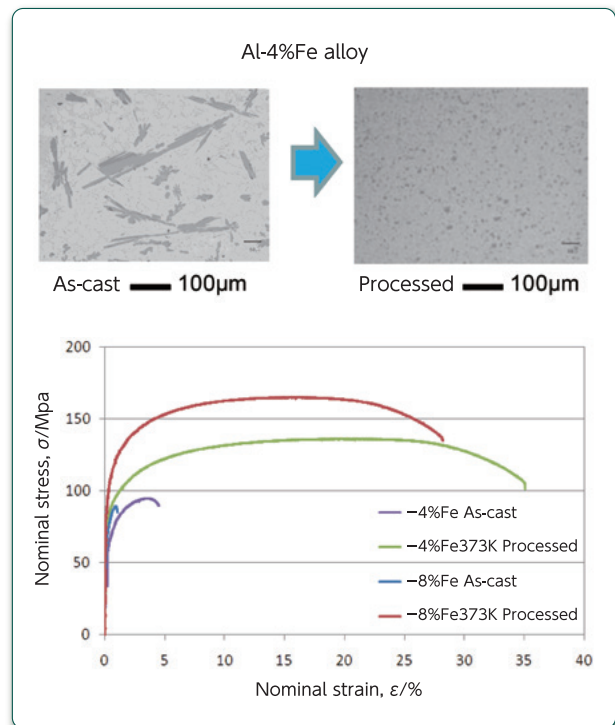 Al-4%Fe alloy
As-cast 100μm
Processed 100μm
Nominal stress, σ/Mpa
200
150
100
50
0
−4%Fe As-cast
−4%Fe373K Processed
−8%Fe As-cast
−8%Fe373K Processed
0 5 10 15 20 25 30 35 40
Nominal strain, ε/%